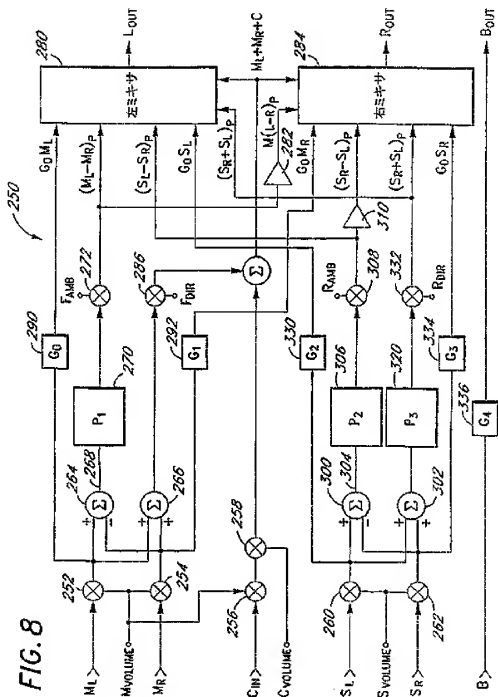 FIG. 8
250
ML
MVOLUME
MR
CIN
CVOLUME
SL
SVOLUME
SR
B
252
254
256
258
260
262
264
268
Σ
+
-
266
Σ
+
+
300
304
Σ
+
-
302
Σ
+
+
290
G0
270
P1
292
G1
330
G2
306
P2
320
P3
334
G3
336
G4
FAMB
272
286
FDIR
Σ
RAMB
308
332
RDIR
310
282
G0ML
(ML-MR)P
(SL-SR)P
G0SL
(SR+SL)P
ML+MR+C
M(L-R)P
G0MR
(SR-SL)P
(SR+SL)P
G0SR
280
左ミキサ
284
右ミキサ
LOUT
ROUT
BOUT